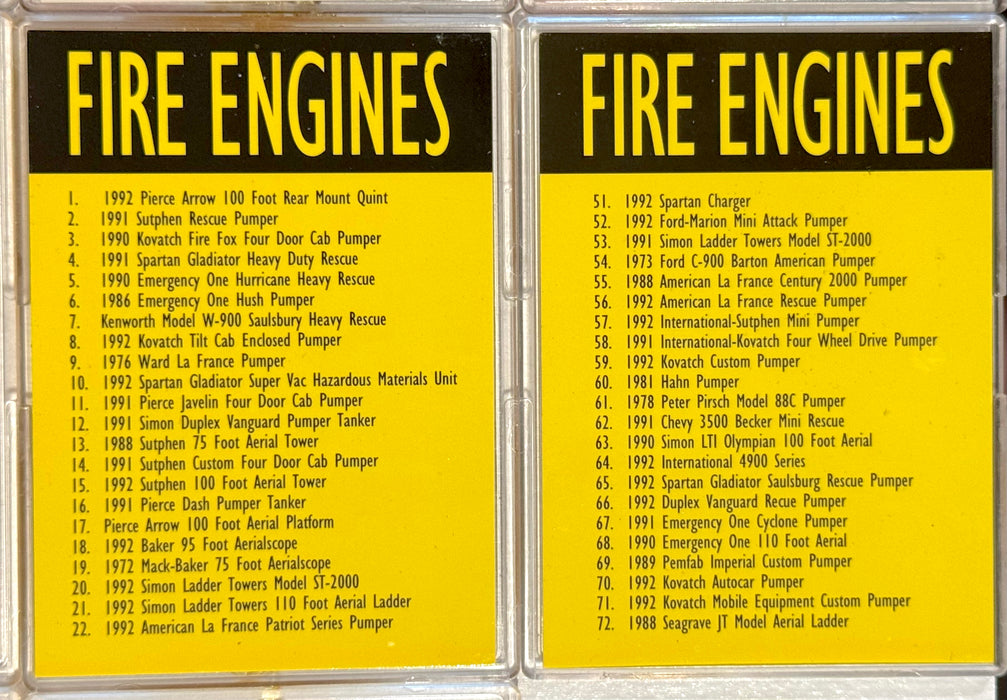 FIRE ENGINES
1. 1992 Pierce Arrow 100 Foot Rear Mount Quint
2. 1991 Sutphen Rescue Pumper
3. 1990 Kovatch Fire Fox Four Door Cab Pumper
4. 1991 Spartan Gladiator Heavy Duty Rescue
5. 1990 Emergency One Hurricane Heavy Rescue
6. 1986 Emergency One Hush Pumper
7. Kenworth Model W-900 Saulsbury Heavy Rescue
8. 1992 Kovatch Tilt Cab Enclosed Pumper
9. 1976 Ward La France Pumper
10. 1992 Spartan Gladiator Super Vac Hazardous Materials Unit
11. 1991 Pierce Javelin Four Door Cab Pumper
12. 1991 Simon Duplex Vanguard Pumper Tanker
13. 1988 Sutphen 75 Foot Aerial Tower
14. 1991 Sutphen Custom Four Door Cab Pumper
15. 1992 Sutphen 100 Foot Aerial Tower
16. 1991 Pierce Dash Pumper Tanker
17. Pierce Arrow 100 Foot Aerial Platform
18. 1992 Baker 95 Foot Aerialscope
19. 1972 Mack-Baker 75 Foot Aerialscope
20. 1992 Simon Ladder Towers Model ST-2000
21. 1992 Simon Ladder Towers 110 Foot Aerial Ladder
22. 1992 American La France Patriot Series Pumper
FIRE ENGINES
51. 1992 Spartan Charger
52. 1992 Ford-Marion Mini Attack Pumper
53. 1991 Simon Ladder Towers Model ST-2000
54. 1973 Ford C-900 Barton American Pumper
55. 1988 American La France Century 2000 Pumper
56. 1992 American La France Rescue Pumper
57. 1992 International-Sutphen Mini Pumper
58. 1991 International-Kovatch Four Wheel Drive Pumper
59. 1992 Kovatch Custom Pumper
60. 1981 Hahn Pumper
61. 1978 Peter Pirsch Model 88C Pumper
62. 1991 Chevy 3500 Becker Mini Rescue
63. 1990 Simon LTI Olympian 100 Foot Aerial
64. 1992 International 4900 Series
65. 1992 Spartan Gladiator Saulsburg Rescue Pumper
66. 1992 Duplex Vanguard Recue Pumper
67. 1991 Emergency One Cyclone Pumper
68. 1990 Emergency One 110 Foot Aerial
69. 1989 Pemfab Imperial Custom Pumper
70. 1992 Kovatch Autocar Pumper
71. 1992 Kovatch Mobile Equipment Custom Pumper
72. 1988 Seagrave JT Model Aerial Ladder